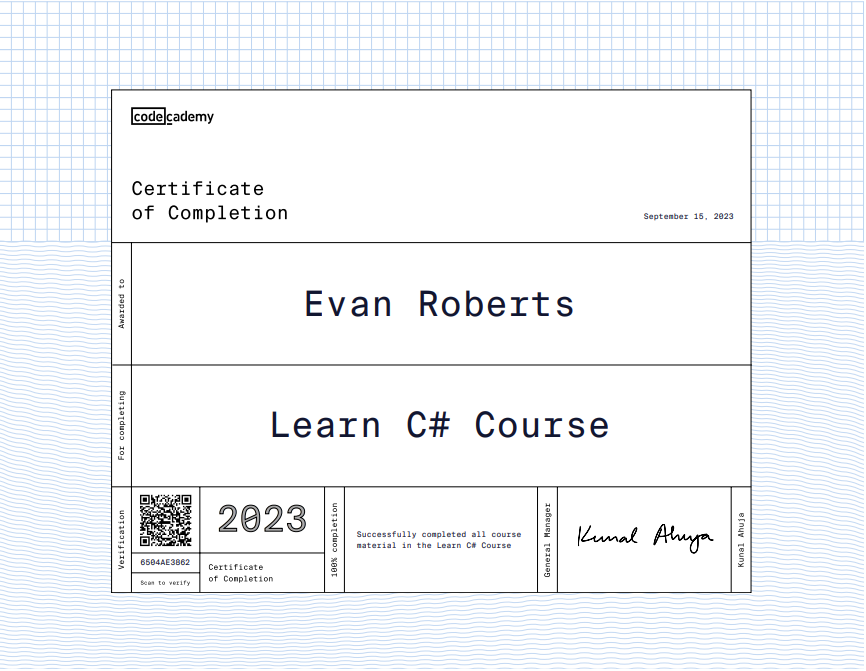 codecademy
Certificate
of Completion
September 15, 2023
Awarded to
Evan Roberts
For completing
Learn C# Course
Verification
6504AE3862
Scan to verify
2023
Certificate
of Completion
100% completion
Successfully completed all course
material in the Learn C# Course
General Manager
Kunal Ahuja
Kunal Ahuja